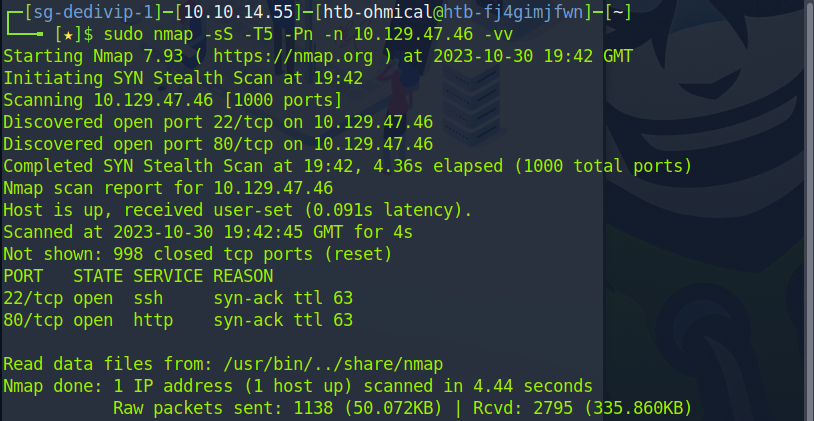 ┌─[sg-dedivip-1]─[10.10.14.55]─[htb-ohmical@htb-fj4gimjfwn]─[~]
└──╼ [★]$ sudo nmap -sS -T5 -Pn -n 10.129.47.46 -vv
Starting Nmap 7.93 ( https://nmap.org ) at 2023-10-30 19:42 GMT
Initiating SYN Stealth Scan at 19:42
Scanning 10.129.47.46 [1000 ports]
Discovered open port 22/tcp on 10.129.47.46
Discovered open port 80/tcp on 10.129.47.46
Completed SYN Stealth Scan at 19:42, 4.36s elapsed (1000 total ports)
Nmap scan report for 10.129.47.46
Host is up, received user-set (0.091s latency).
Scanned at 2023-10-30 19:42:45 GMT for 4s
Not shown: 998 closed tcp ports (reset)
PORT   STATE SERVICE REASON
22/tcp open  ssh     syn-ack ttl 63
80/tcp open  http    syn-ack ttl 63

Read data files from: /usr/bin/../share/nmap
Nmap done: 1 IP address (1 host up) scanned in 4.44 seconds
           Raw packets sent: 1138 (50.072KB) | Rcvd: 2795 (335.860KB)